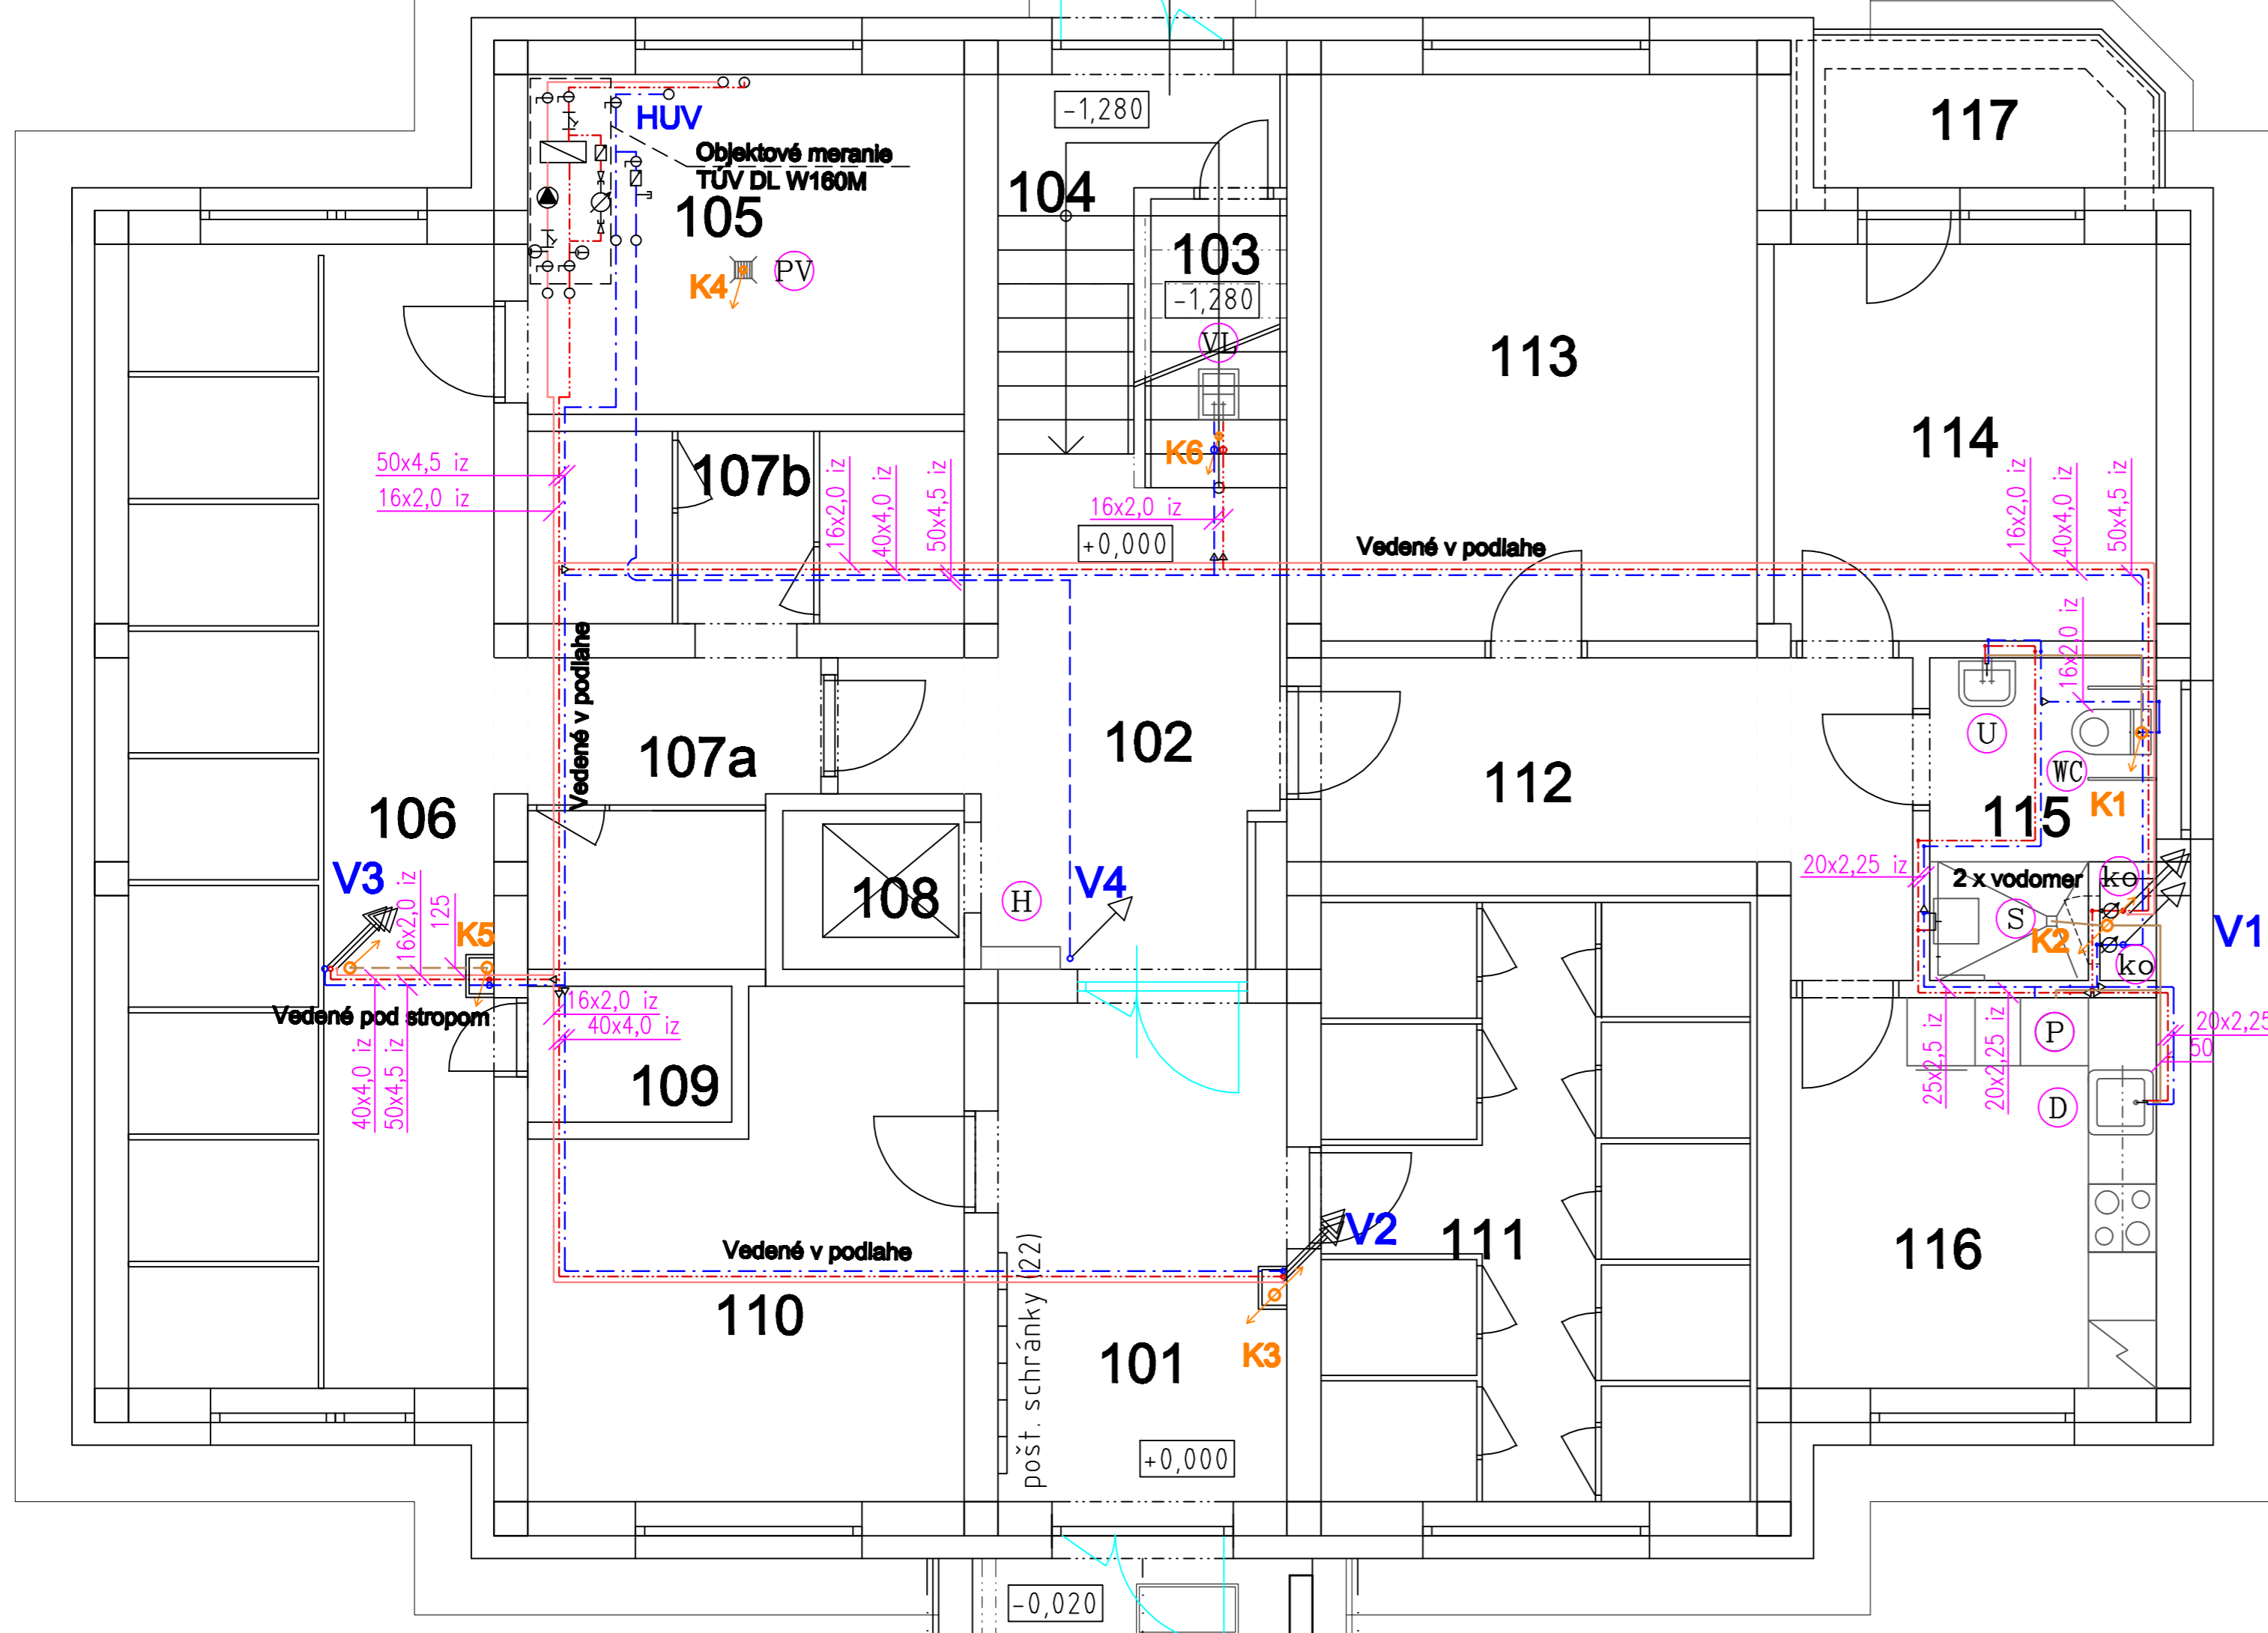 -1,280
117
HUV
Objektové meranie
TÚV DL W160M
104
105
103
K4
PV
-1,280
VL
113
114
50x4,5 iz
16x2,0 iz
107b
16x2,0 iz
40x4,0 iz
50x4,5 iz
K6
16x2,0 iz
+0,000
Vedené v podlahe
16x2,0 iz
40x4,0 iz
50x4,5 iz
16x2,0 iz
Vedené v podlahe
107a
102
112
U
WC
K1
115
106
V3
16x2,0 iz
125
K5
108
H
V4
20x2,25 iz
2 x vodomer
ko
S
K2
V1
ko
Vedené pod stropom
16x2,0 iz
40x4,0 iz
40x4,0 iz
50x4,5 iz
109
25x2,5 iz
20x2,25 iz
P
20x2,25
50
D
Vedené v podlahe
V2
111
116
110
K3
101
pošt. schránky (22)
+0,000
-0,020